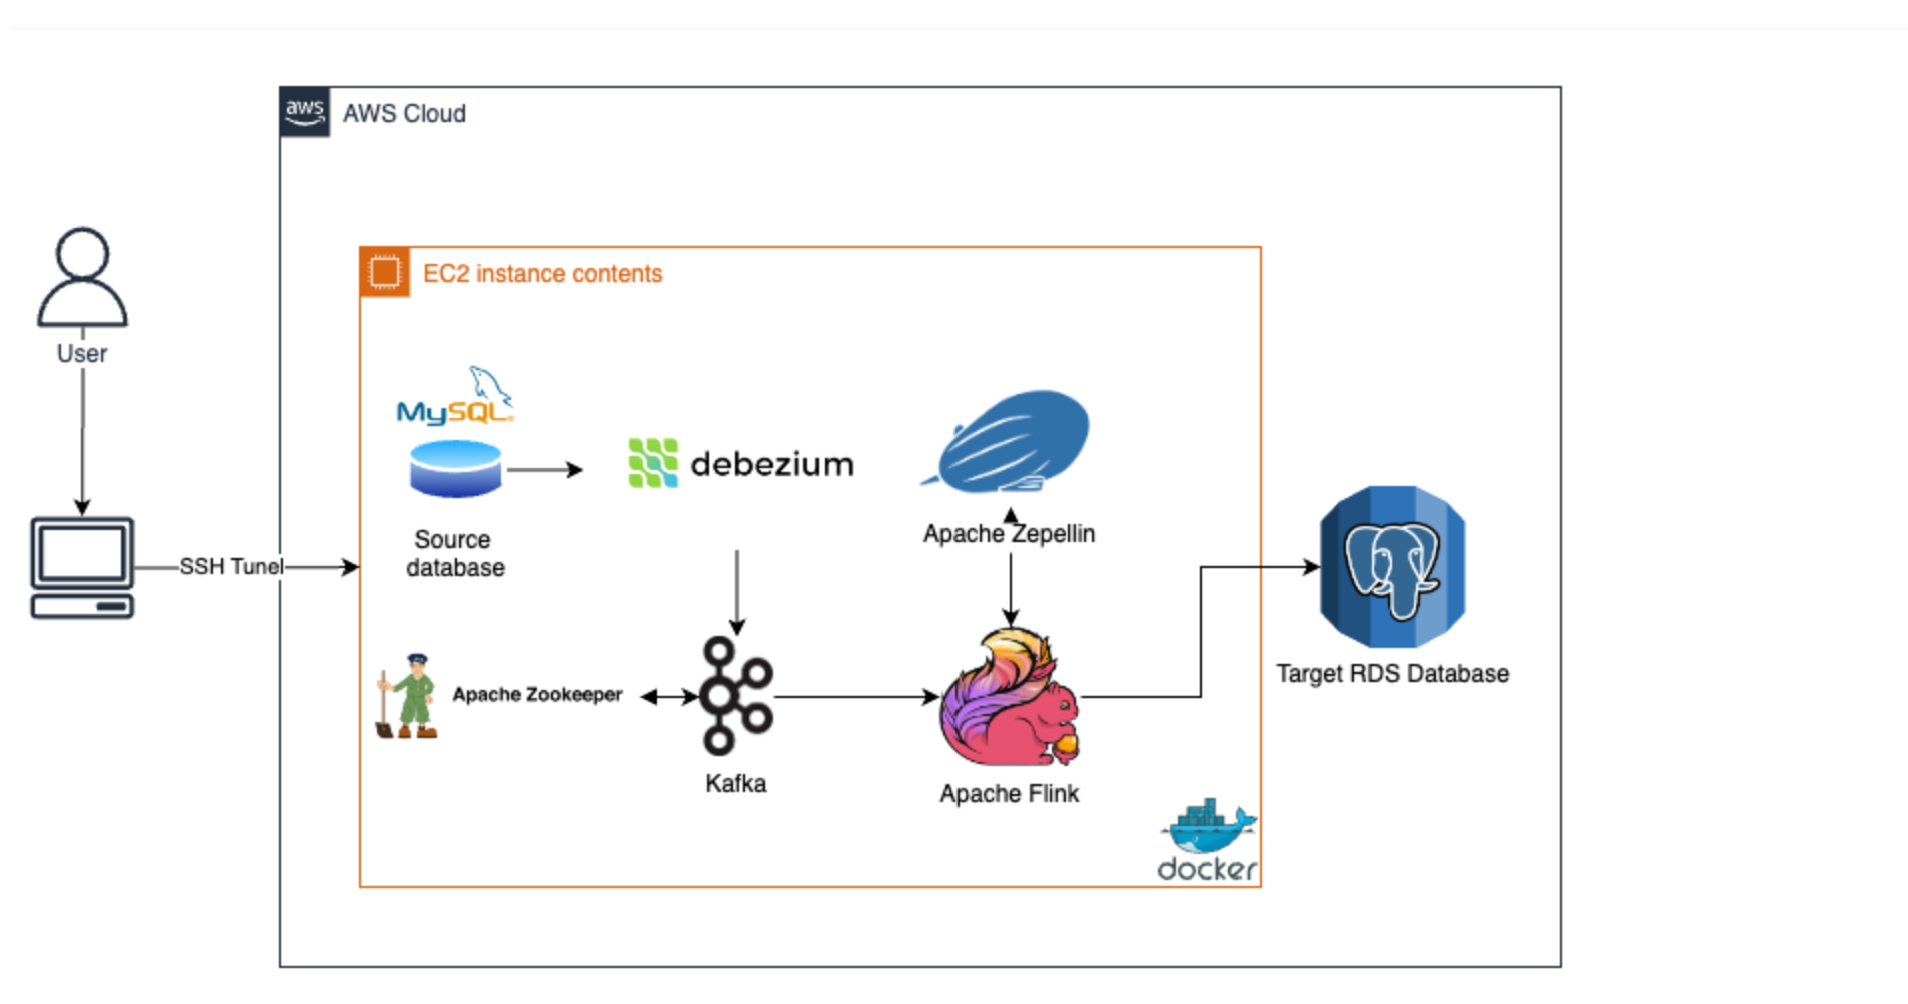 aws
AWS Cloud
EC2 instance contents
User
MySQL
debezium
Source
database
Apache Zepellin
SSH Tunel
Target RDS Database
Apache Zookeeper
Kafka
Apache Flink
docker